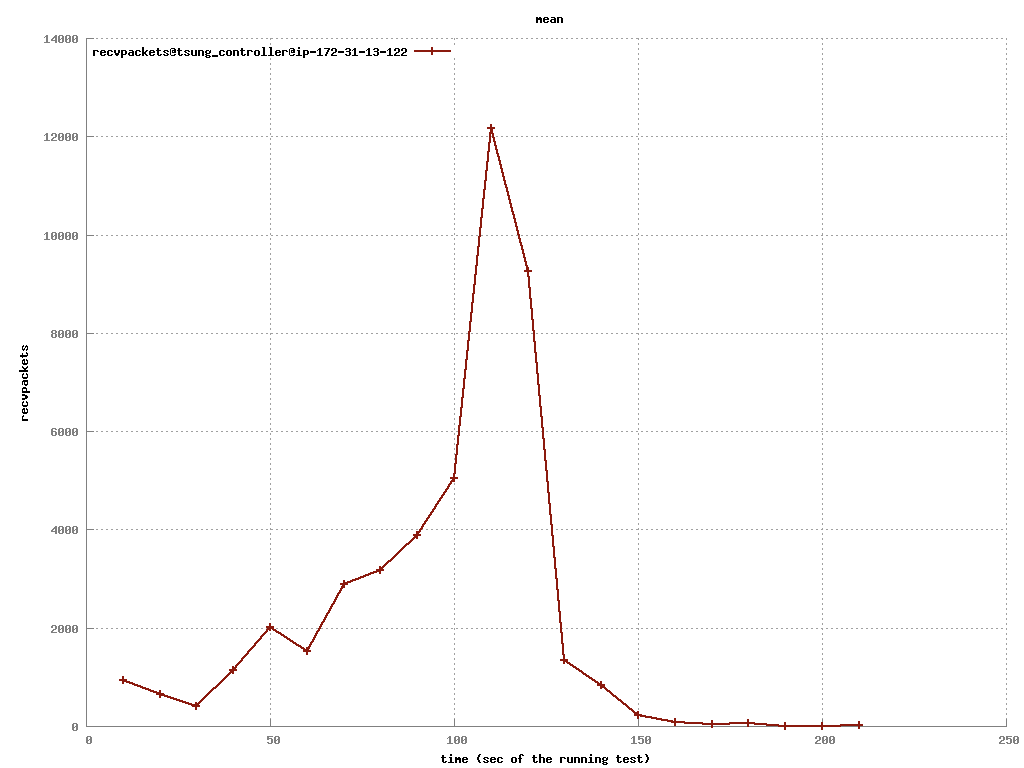 mean
14000
recvpackets@tsung_controller@ip-172-31-13-122
12000
10000
8000
recvpackets
6000
4000
2000
0
0 50 100 150 200 250
time (sec of the running test)